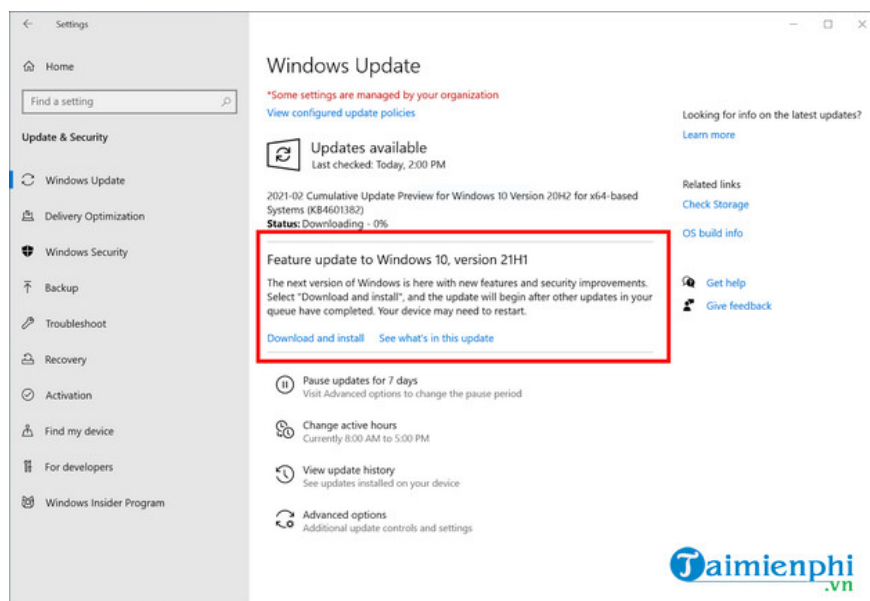 Settings
Home
Find a setting
Update & Security
Windows Update
Delivery Optimization
Windows Security
Backup
Troubleshoot
Recovery
Activation
Find my device
For developers
Windows Insider Program
Windows Update
*Some settings are managed by your organization
View configured update policies
Updates available
Last checked: Today, 2:00 PM
2021-02 Cumulative Update Preview for Windows 10 Version 20H2 for x64-based
Systems (KB4601382)
Status: Downloading - 0%
Feature update to Windows 10, version 21H1
The next version of Windows is here with new features and security improvements.
Select "Download and install", and the update will begin after other updates in your
queue have completed. Your device may need to restart.
Download and install See what's in this update
Pause updates for 7 days
Visit Advanced options to change the pause period
Change active hours
Currently 8:00 AM to 5:00 PM
View update history
See updates installed on your device
Advanced options
Additional update controls and settings
Looking for info on the latest updates?
Learn more
Related links
Check Storage
OS build info
Get help
Give feedback
Taimienphi
.vn